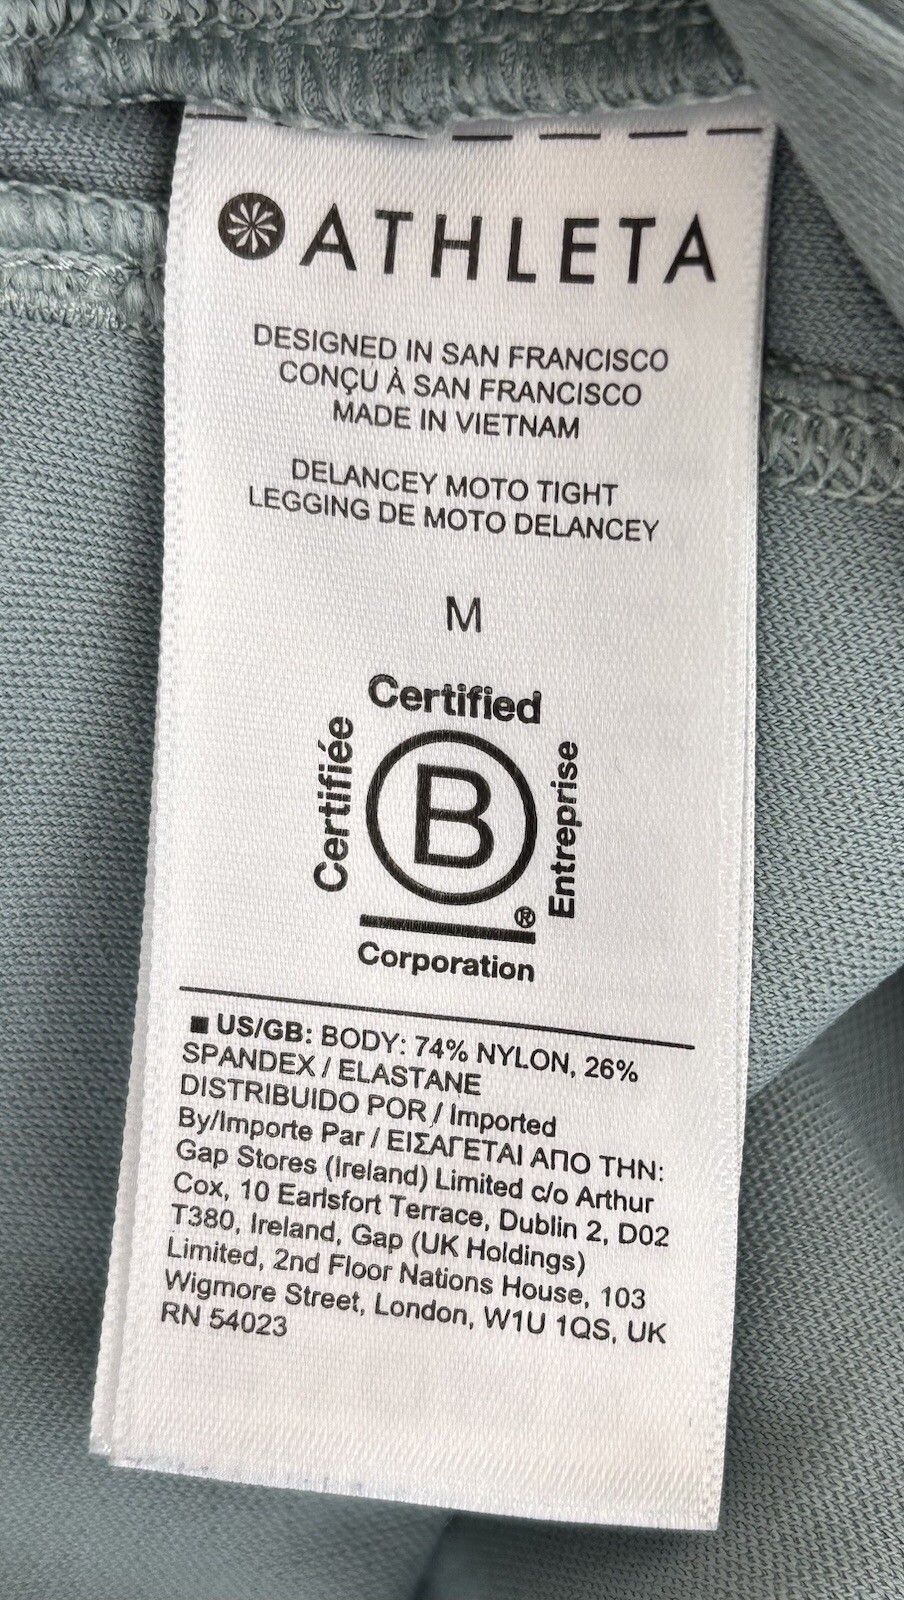 ATHLETA
DESIGNED IN SAN FRANCISCO
CONÇU À SAN FRANCISCO
MADE IN VIETNAM
DELANCEY MOTO TIGHT
LEGGING DE MOTO DELANCEY
M
Certified
Certifiée
B
Entreprise
®
Corporation
■ US/GB: BODY: 74% NYLON, 26%
SPANDEX / ELASTANE
DISTRIBUIDO POR / Imported
By/Importe Par / ΕΙΣΑΓΕΤΑΙ ΑΠΟ ΤΗΝ:
Gap Stores (Ireland) Limited c/o Arthur
Cox, 10 Earlsfort Terrace, Dublin 2, D02
T380, Ireland, Gap (UK Holdings)
Limited, 2nd Floor Nations House, 103
Wigmore Street, London, W1U 1QS, UK
RN 54023